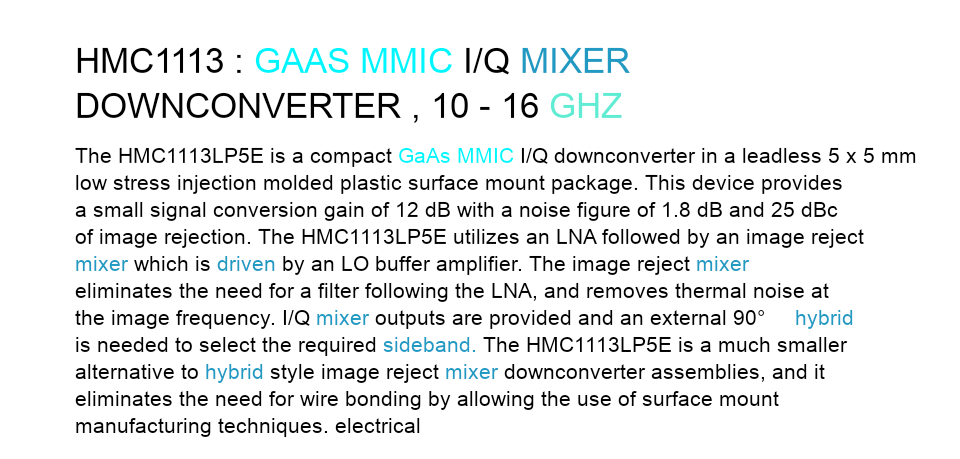 HMC1113 : GAAS MMIC I/Q MIXER
DOWNCONVERTER , 10 - 16 GHZ
The HMC1113LP5E is a compact GaAs MMIC I/Q downconverter in a leadless 5 x 5 mm
low stress injection molded plastic surface mount package. This device provides
a small signal conversion gain of 12 dB with a noise figure of 1.8 dB and 25 dBc
of image rejection. The HMC1113LP5E utilizes an LNA followed by an image reject
mixer which is driven by an LO buffer amplifier. The image reject mixer
eliminates the need for a filter following the LNA, and removes thermal noise at
the image frequency. I/Q mixer outputs are provided and an external 90° hybrid
is needed to select the required sideband. The HMC1113LP5E is a much smaller
alternative to hybrid style image reject mixer downconverter assemblies, and it
eliminates the need for wire bonding by allowing the use of surface mount
manufacturing techniques. electrical